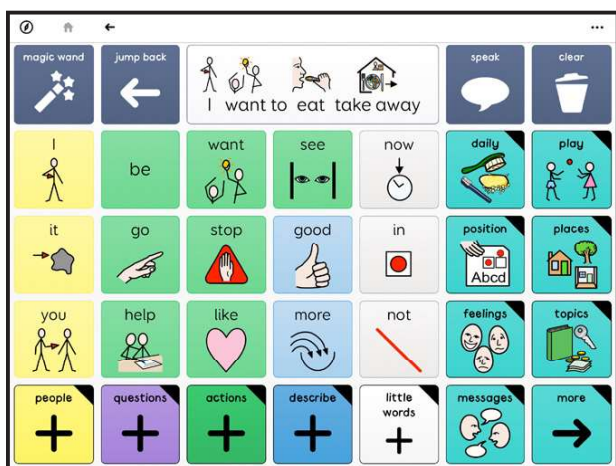 magic wand
jump back
I want to eat take away
speak
clear
I
be
want
see
now
daily
play
it
go
stop
good
in
position
Abcd
places
you
help
like
more
not
feelings
topics
people
questions
actions
describe
little
words
messages
more